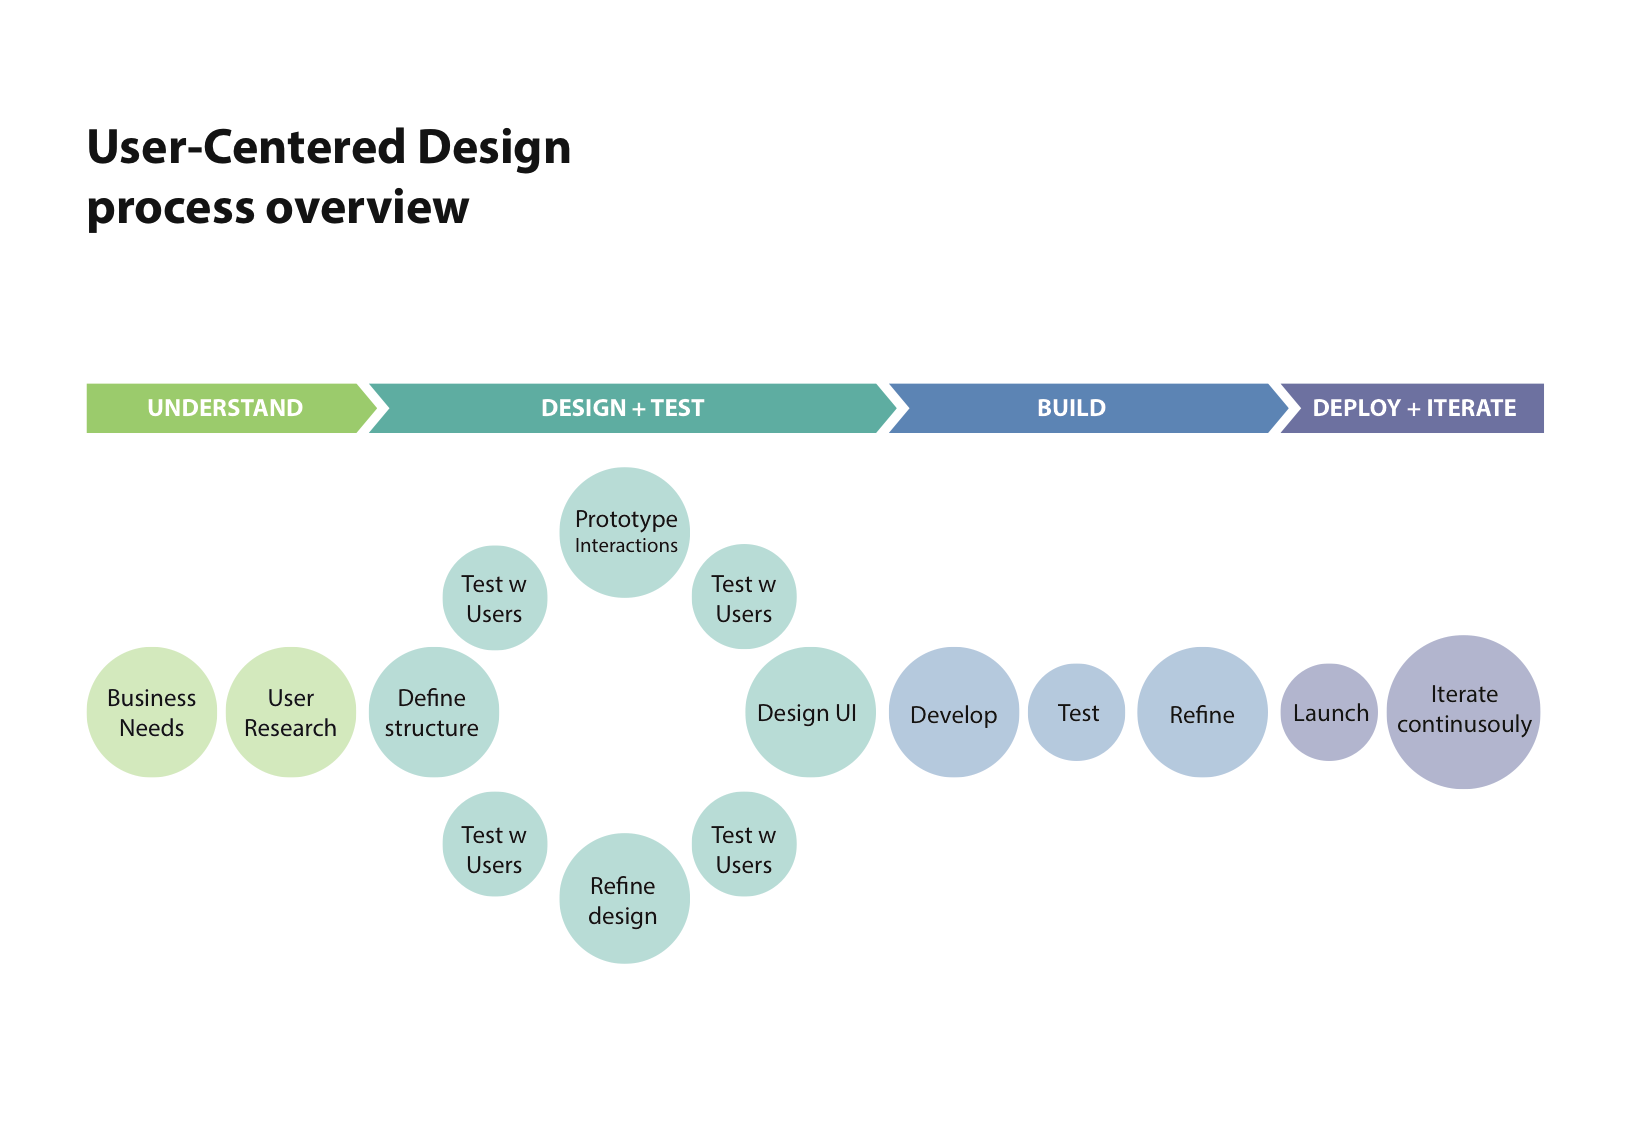 User-Centered Design
process overview
UNDERSTAND
DESIGN + TEST
BUILD
DEPLOY + ITERATE
Business
Needs
User
Research
Define
structure
Test w
Users
Prototype
Interactions
Test w
Users
Design UI
Test w
Users
Refine
design
Test w
Users
Develop
Test
Refine
Launch
Iterate
continusouly